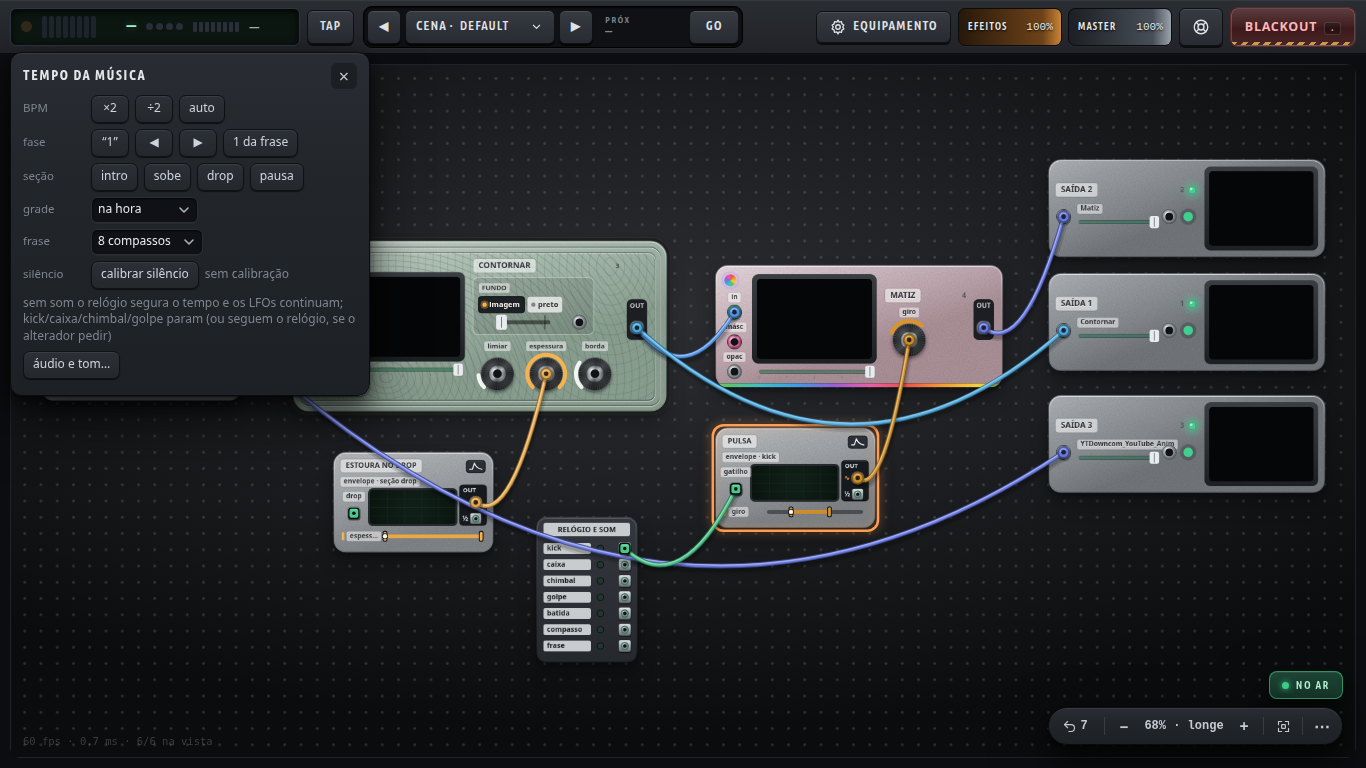 TAP
◀
CENA · DEFAULT
▶
PRÓX
—
GO
EQUIPAMENTO
EFEITOS 100%
MASTER 100%
BLACKOUT .
TEMPO DA MÚSICA
×
BPM ×2 ÷2 auto
fase "1" ◀ ▶ 1 da frase
seção intro sobe drop pausa
grade na hora
frase 8 compassos
silêncio calibrar silêncio sem calibração
sem som o relógio segura o tempo e os LFOs continuam;
kick/caixa/chimbal/golpe param (ou seguem o relógio, se o
alterador pedir)
áudio e tom...
CONTORNAR 3
FUNDO
Imagem preto
OUT
limiar espessura borda
in
másc
opac
MATIZ 4
giro
OUT
SAÍDA 2 2
Matiz
SAÍDA 1 1
Contornar
SAÍDA 3 3
YTDowncom_YouTube_Anim
ESTOURA NO DROP
envelope · seção drop
drop
OUT
½
espess...
PULSA
envelope · kick
gatilho
OUT
½
giro
RELÓGIO E SOM
kick
caixa
chimbal
golpe
batida
compasso
frase
NO AR
7 − 68% · longe + ···
60 fps · 0.7 ms · 6/6 na vista